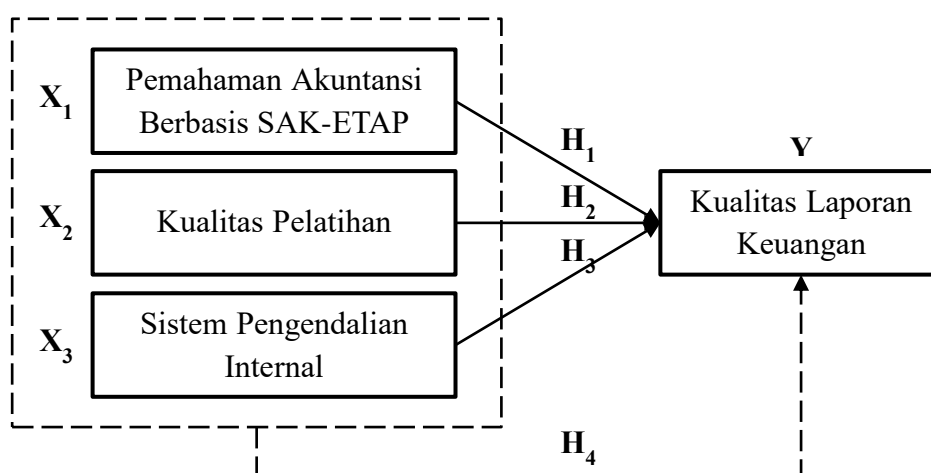 X₁
Pemahaman Akuntansi
Berbasis SAK-ETAP
H₁
Y
X₂
Kualitas Pelatihan
H₂
Kualitas Laporan
Keuangan
H₃
X₃
Sistem Pengendalian
Internal
H₄